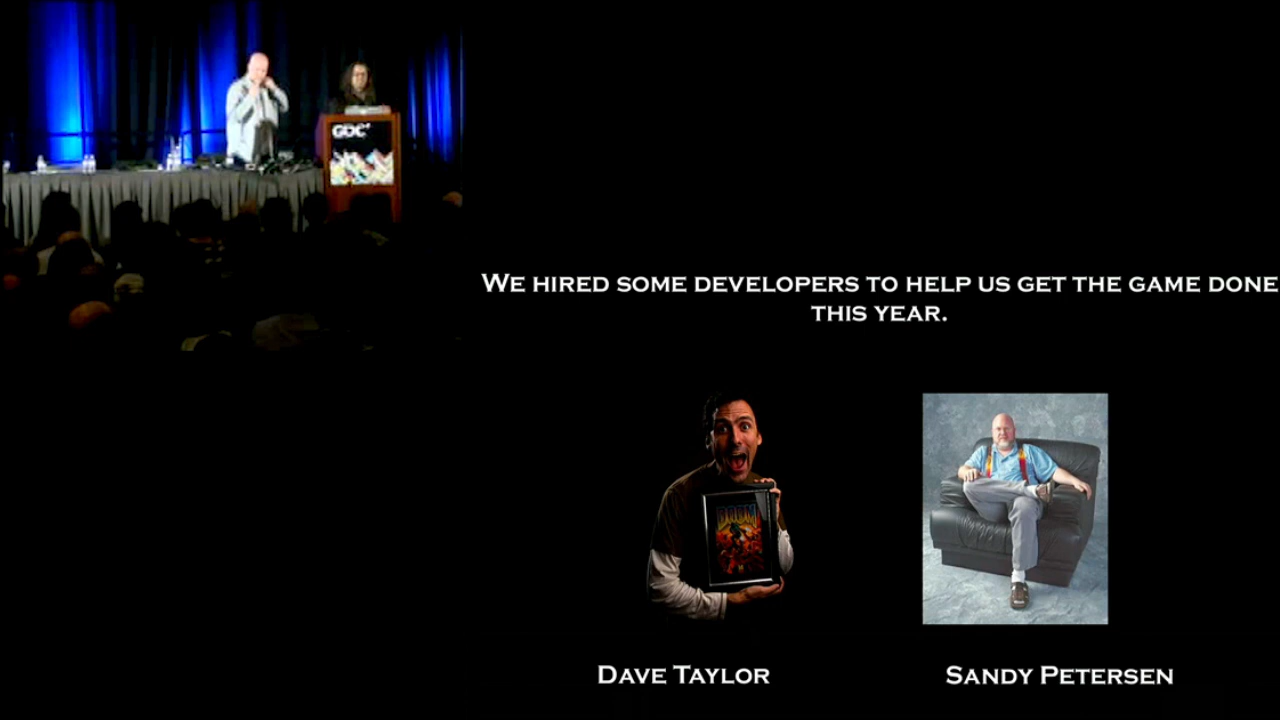 GDC
WE HIRED SOME DEVELOPERS TO HELP US GET THE GAME DONE
THIS YEAR.
DOOM
DAVE TAYLOR
SANDY PETERSEN